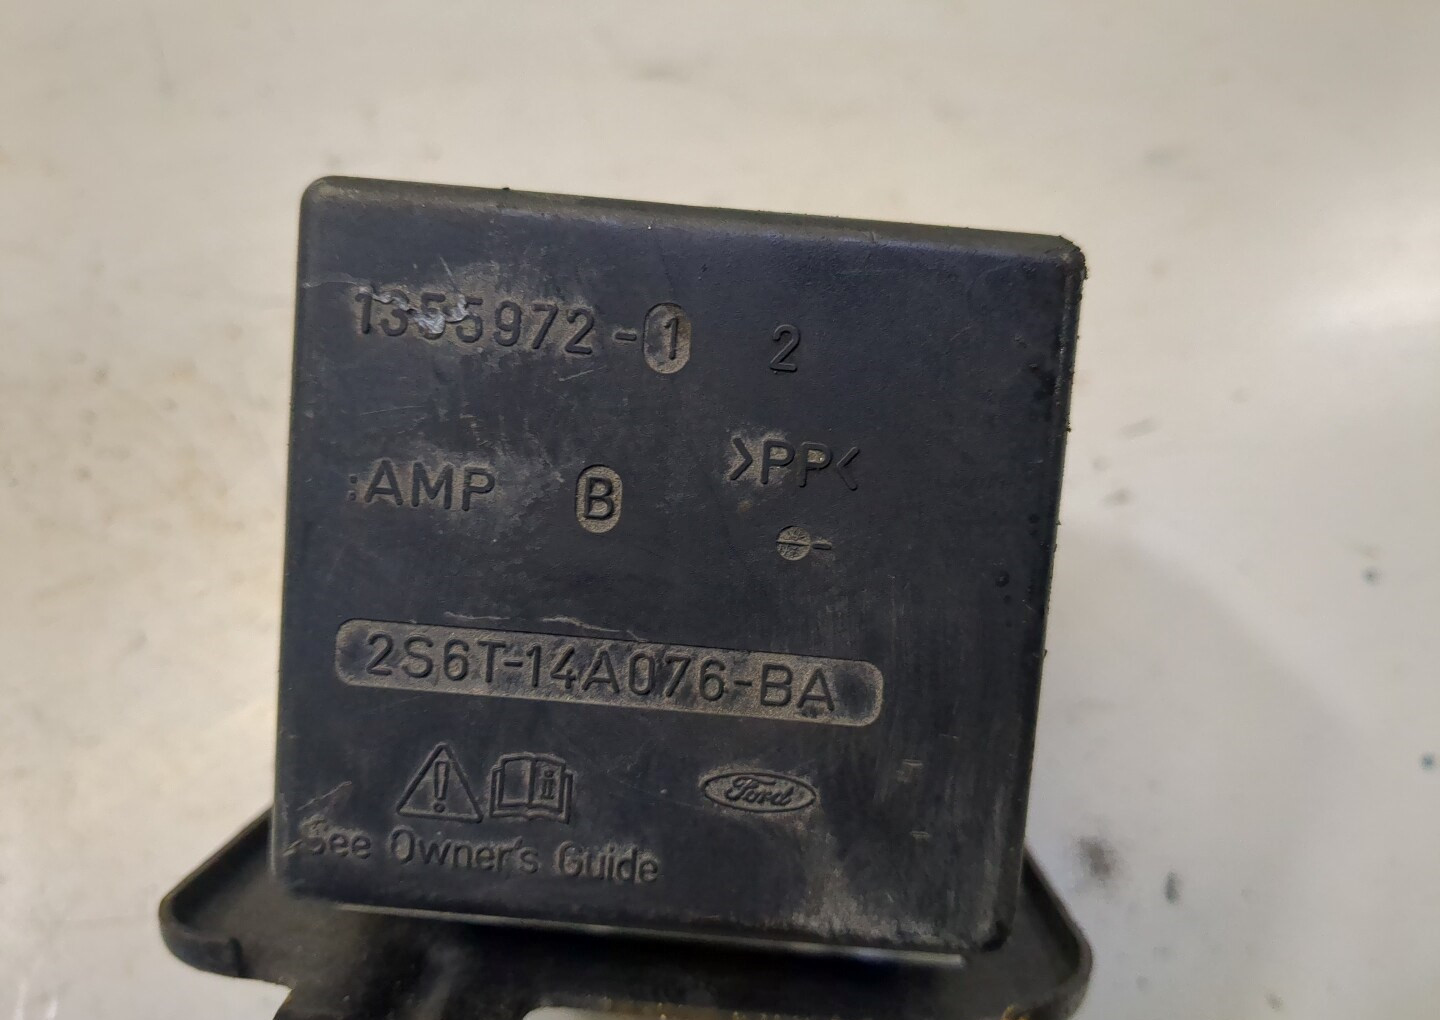 1355972-1 2
:AMP B >PP<
2S6T-14A076-BA
Ford
See Owner's Guide